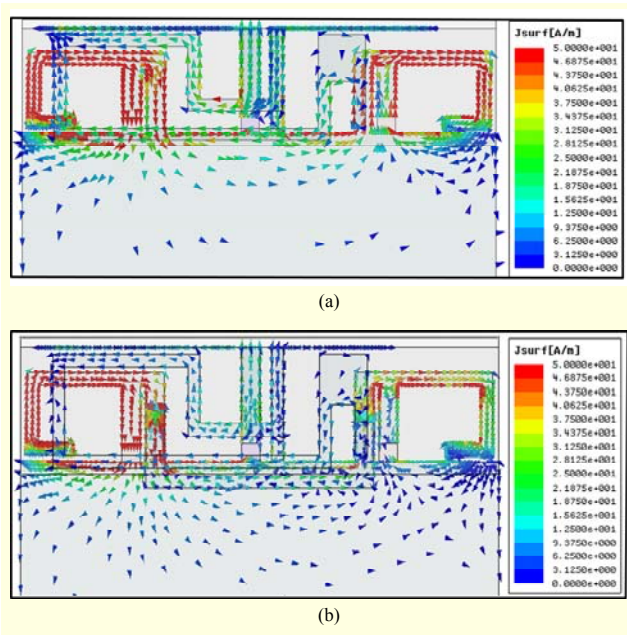 Jsurf[A/m]
5.0000e+001
4.6875e+001
4.3750e+001
4.0625e+001
3.7500e+001
3.4375e+001
3.1250e+001
2.8125e+001
2.5000e+001
2.1875e+001
1.8750e+001
1.5625e+001
1.2500e+001
9.3750e+000
6.2500e+000
3.1250e+000
0.0000e+000
(a)
Jsurf[A/m]
5.0000e+001
4.6875e+001
4.3750e+001
4.0625e+001
3.7500e+001
3.4375e+001
3.1250e+001
2.8125e+001
2.5000e+001
2.1875e+001
1.8750e+001
1.5625e+001
1.2500e+001
9.3750e+000
6.2500e+000
3.1250e+000
0.0000e+000
(b)